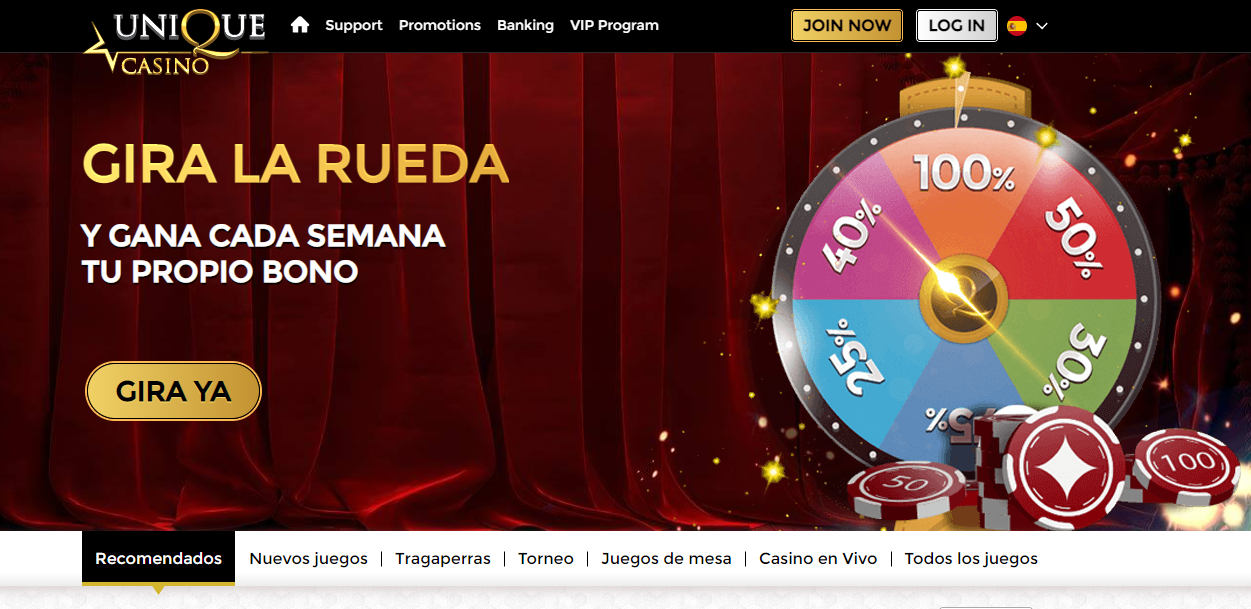 UNIQUE
CASINO
Support
Promotions
Banking
VIP Program
JOIN NOW
LOG IN
GIRA LA RUEDA
Y GANA CADA SEMANA
TU PROPIO BONO
GIRA YA
100%
40%
50%
25%
30%
50
100
Recomendados
Nuevos juegos
Tragaperras
Torneo
Juegos de mesa
Casino en Vivo
Todos los juegos